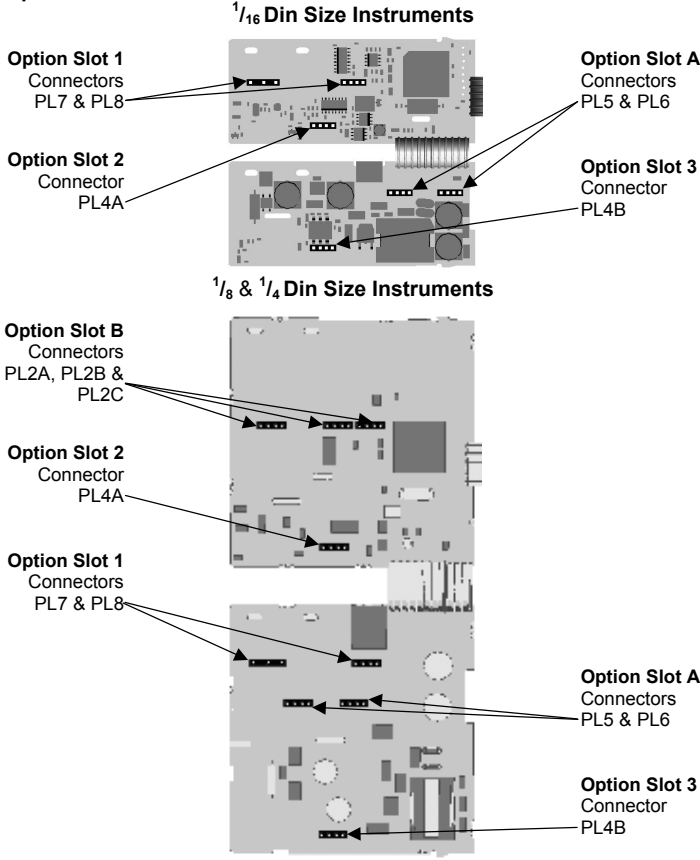 1/16 Din Size Instruments
Option Slot 1
Connectors
PL7 & PL8
Option Slot A
Connectors
PL5 & PL6
Option Slot 2
Connector
PL4A
Option Slot 3
Connector
PL4B
1/8 & 1/4 Din Size Instruments
Option Slot B
Connectors
PL2A, PL2B &
PL2C
Option Slot 2
Connector
PL4A
Option Slot 1
Connectors
PL7 & PL8
Option Slot A
Connectors
PL5 & PL6
Option Slot 3
Connector
PL4B